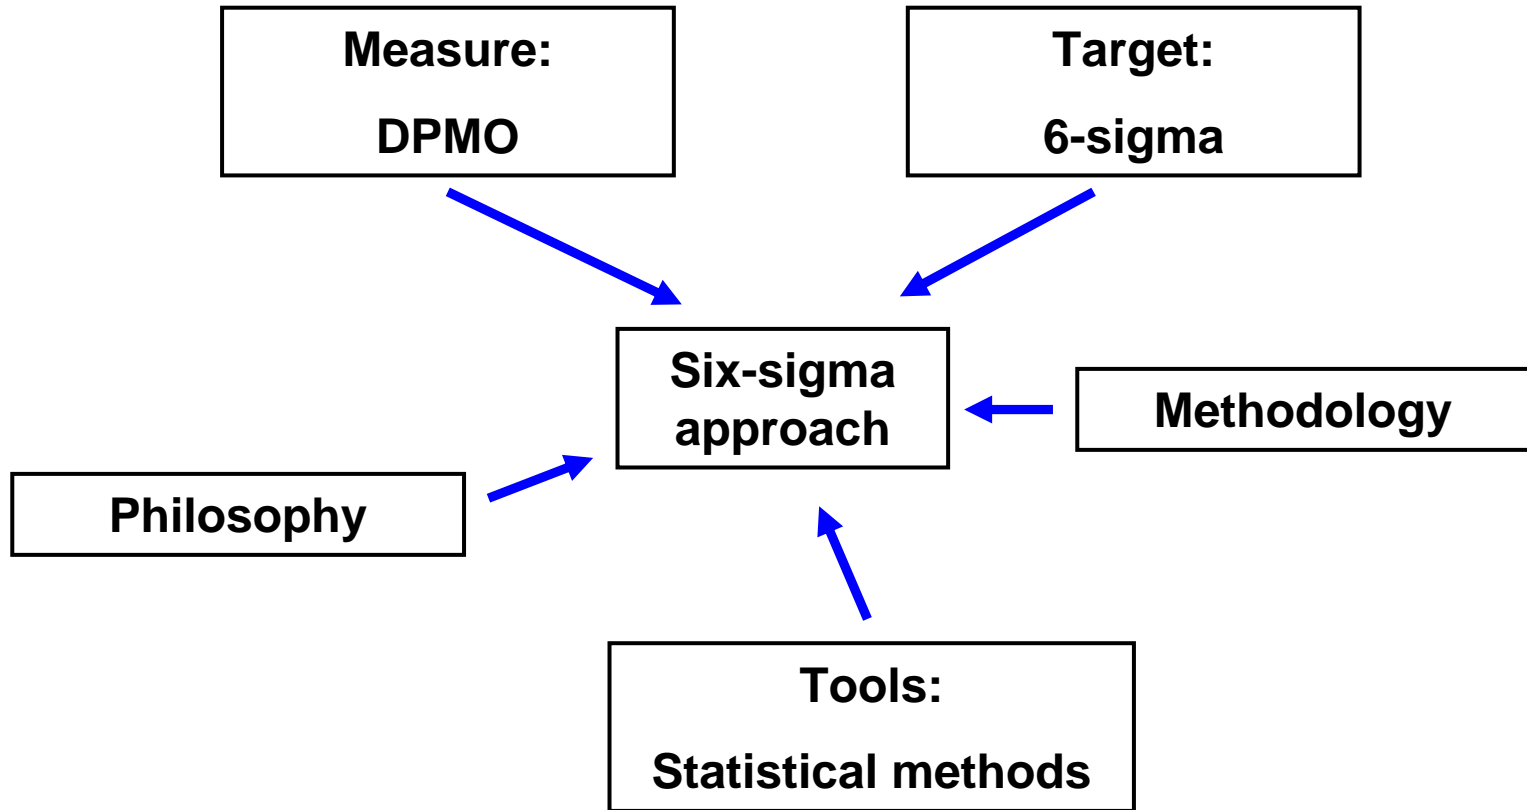 Measure:
DPMO
Target:
6-sigma
Six-sigma
approach
Methodology
Philosophy
Tools:
Statistical methods